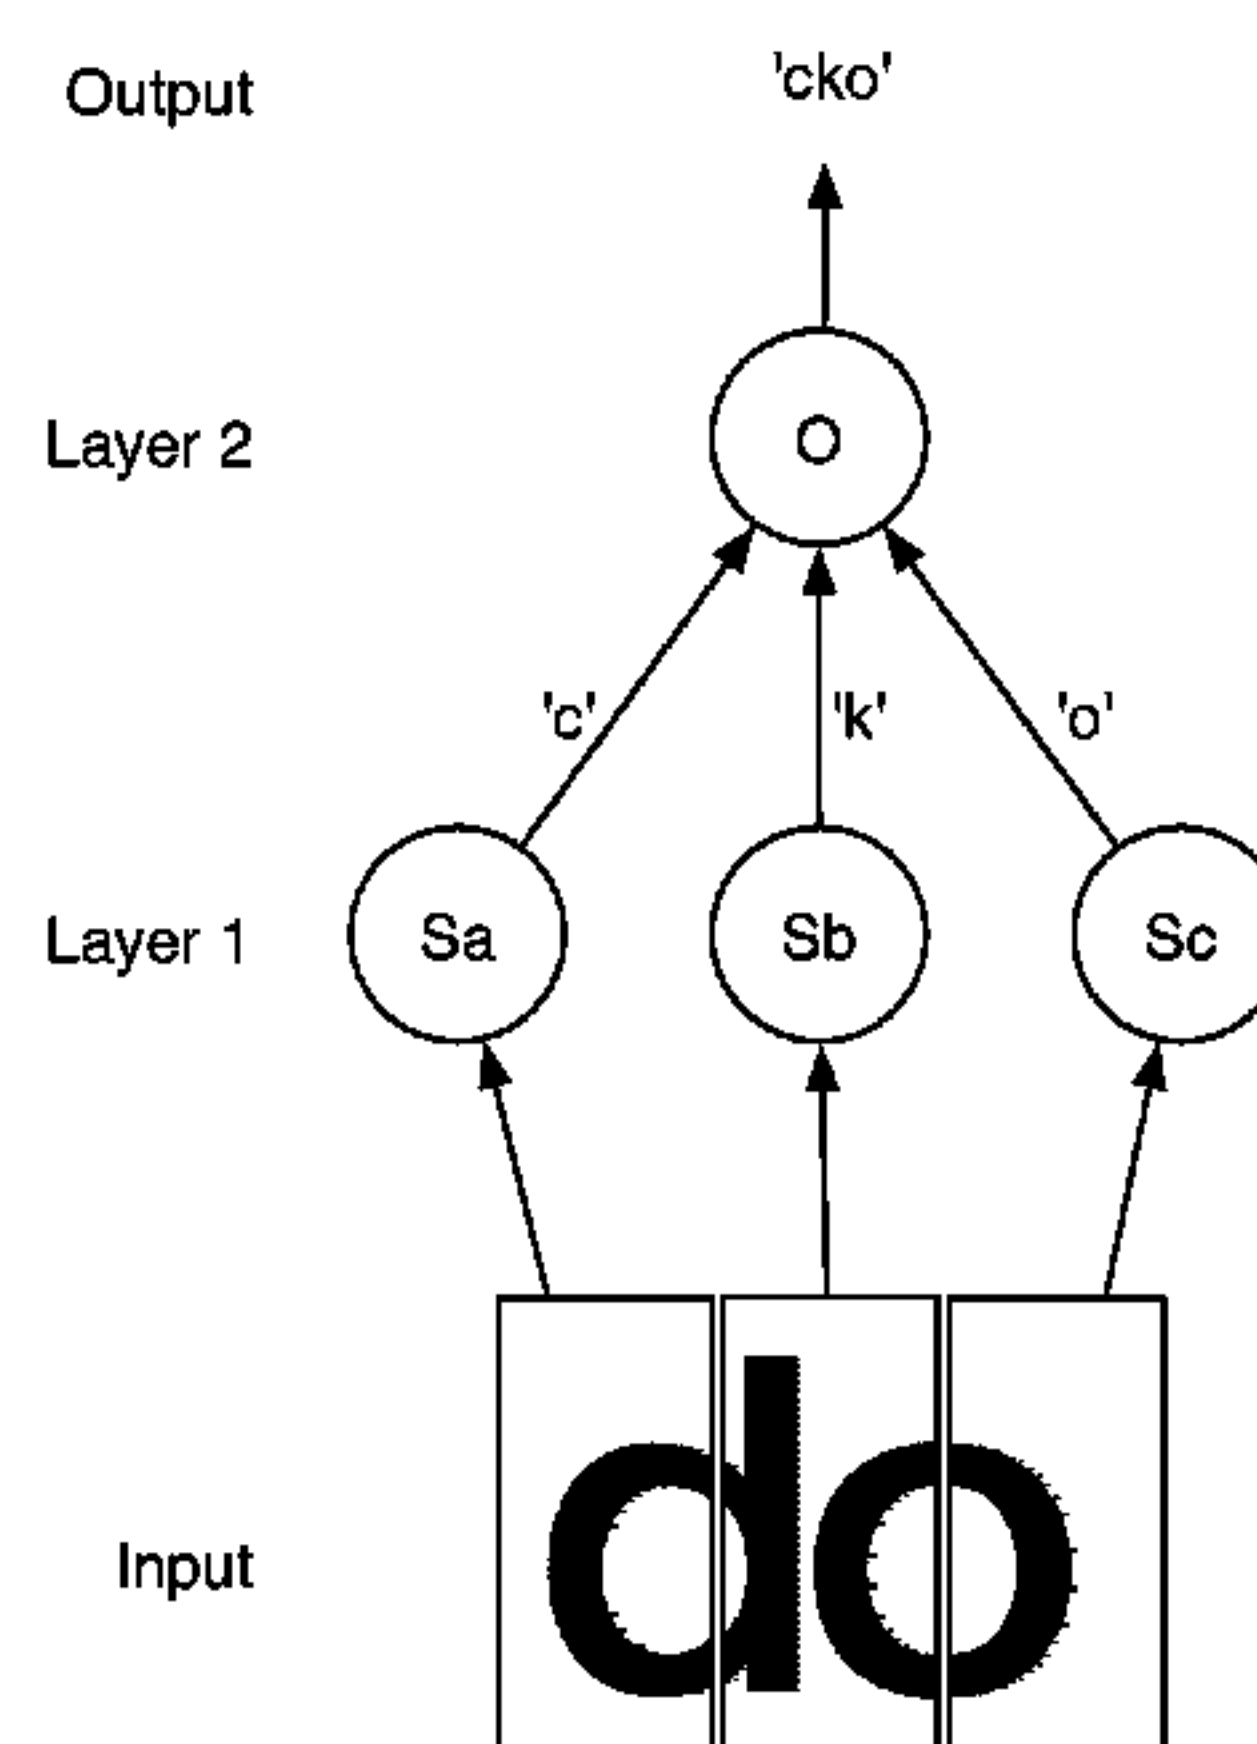 Output 'cko'
Layer 2 O
'c' 'k' 'o'
Layer 1 Sa Sb Sc
Input do